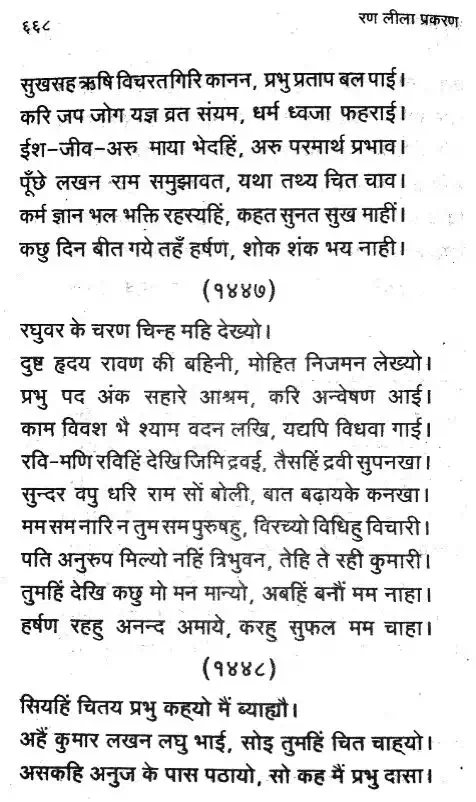 ६६८
रण लीला प्रकरण
सुखसह ऋषि विचरतगिरि कानन, प्रभु प्रताप बल पाई।
करि जप जोग यज्ञ व्रत संयम, धर्म ध्वजा फहराई।
ईश-जीव-अरु माया भेदहिं, अरु परमार्थ प्रभाव।
पूँछे लखन राम समुझावत, यथा तथ्य चित चाव।
कर्म ज्ञान भल भक्ति रहस्यहिं, कहत सुनत सुख माहीं।
कछु दिन बीत गये तहँ हर्षण, शोक शंक भय नाही।
(१४४७)
रघुवर के चरण चिन्ह महि देख्यो।
दुष्ट हृदय रावण की बहिनी, मोहित निजमन लेख्यो।
प्रभु पद अंक सहारे आश्रम, करि अन्वेषण आई।
काम विवश भै श्याम वदन लखि, यद्यपि विधवा गाई।
रवि-मणि रविहिं देखि जिमि द्रवई, तैसहिं द्रवी सुपनखा।
सुन्दर वपु धरि राम सों बोली, बात बढ़ायके कनखा।
मम सम नारि न तुम सम पुरुषहु, विरच्यो विधिहु विचारी।
पति अनुरुप मिल्यो नहिं त्रिभुवन, तेहि ते रही कुमारी।
तुमहिं देखि कछु मो मन मान्यो, अबहिं बनौं मम नाहा।
हर्षण रहहु अनन्द अमाये, करहु सुफल मम चाहा।
(१४४८)
सियहिं चितय प्रभु कह्यो मैं ब्याह्यौ।
अहैं कुमार लखन लघु भाई, सोइ तुमहिं चित चाह्यो।
असकहि अनुज के पास पठायो, सो कह मैं प्रभु दासा।